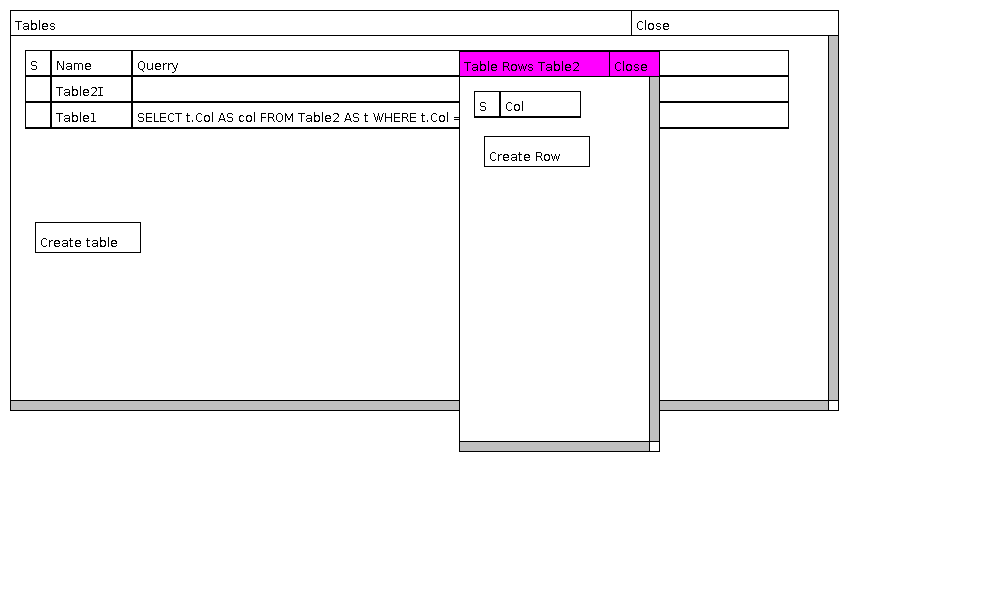 Tables Close
S Name Querry
Table2I
Table1 SELECT t.Col AS col FROM Table2 AS t WHERE t.Col =
Create table
Table Rows Table2 Close
S Col
Create Row